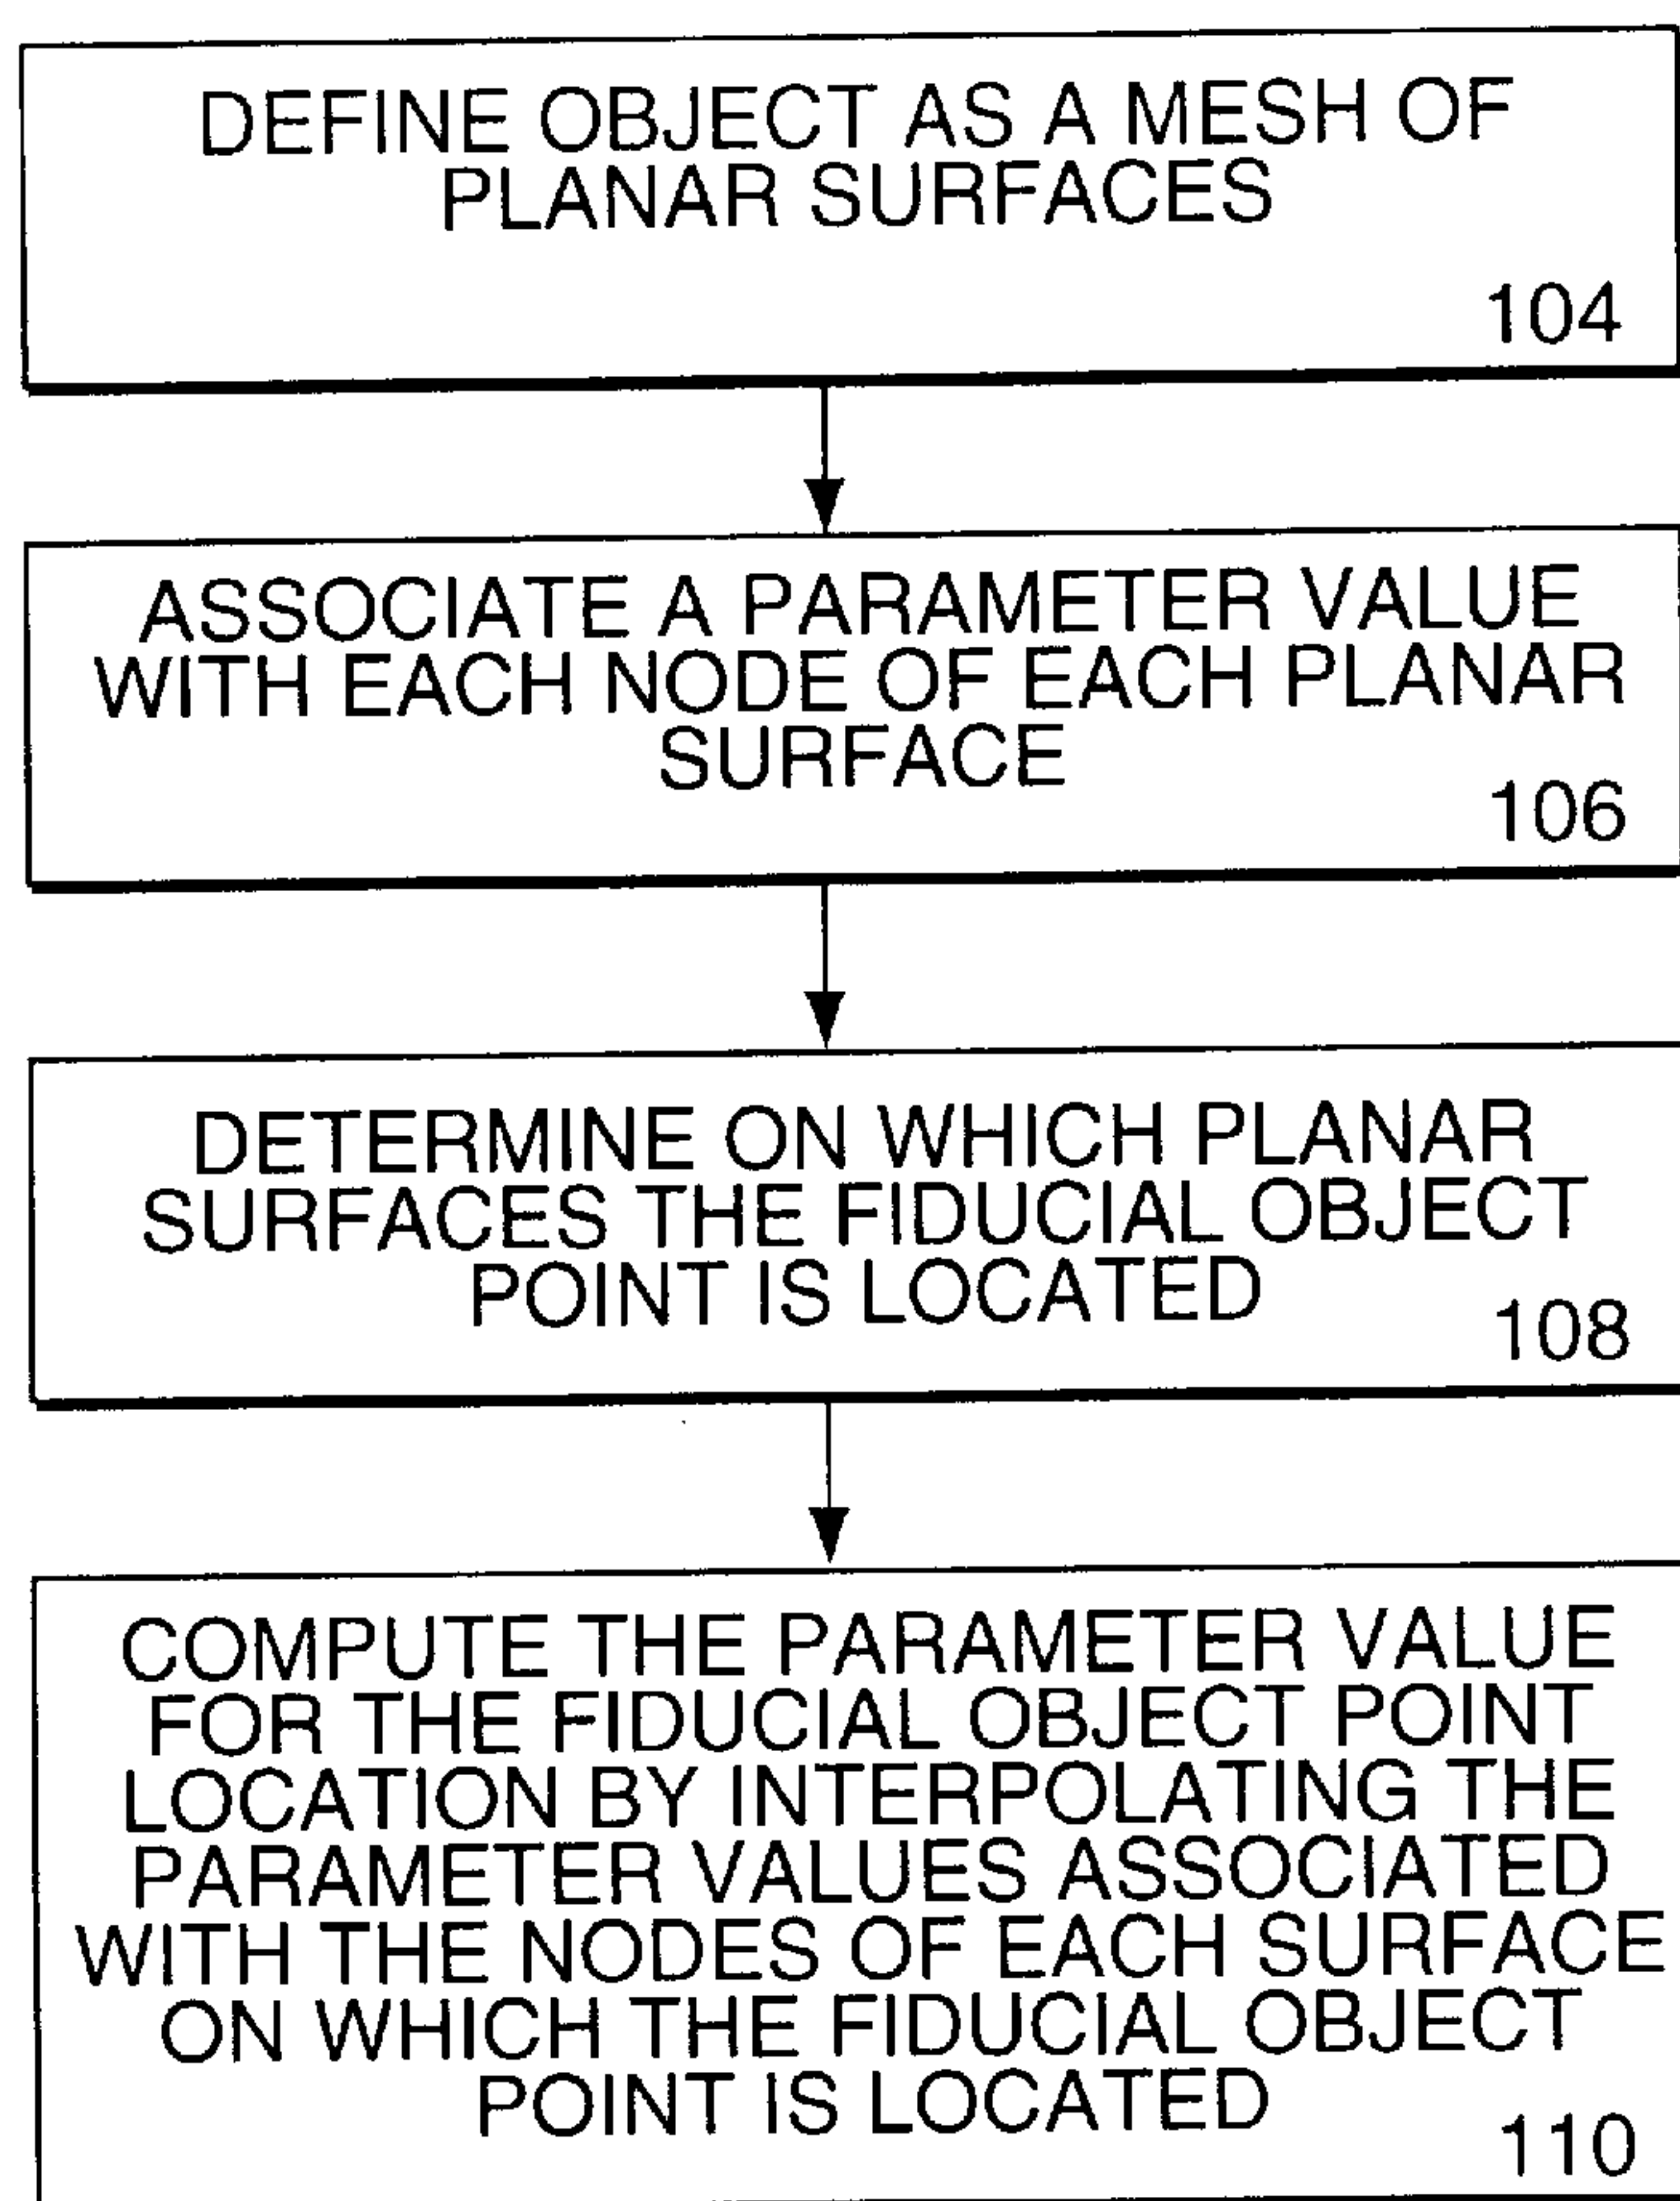 DEFINE OBJECT AS A MESH OF
PLANAR SURFACES
104
ASSOCIATE A PARAMETER VALUE
WITH EACH NODE OF EACH PLANAR
SURFACE
106
DETERMINE ON WHICH PLANAR
SURFACES THE FIDUCIAL OBJECT
POINT IS LOCATED
108
COMPUTE THE PARAMETER VALUE
FOR THE FIDUCIAL OBJECT POINT
LOCATION BY INTERPOLATING THE
PARAMETER VALUES ASSOCIATED
WITH THE NODES OF EACH SURFACE
ON WHICH THE FIDUCIAL OBJECT
POINT IS LOCATED
110